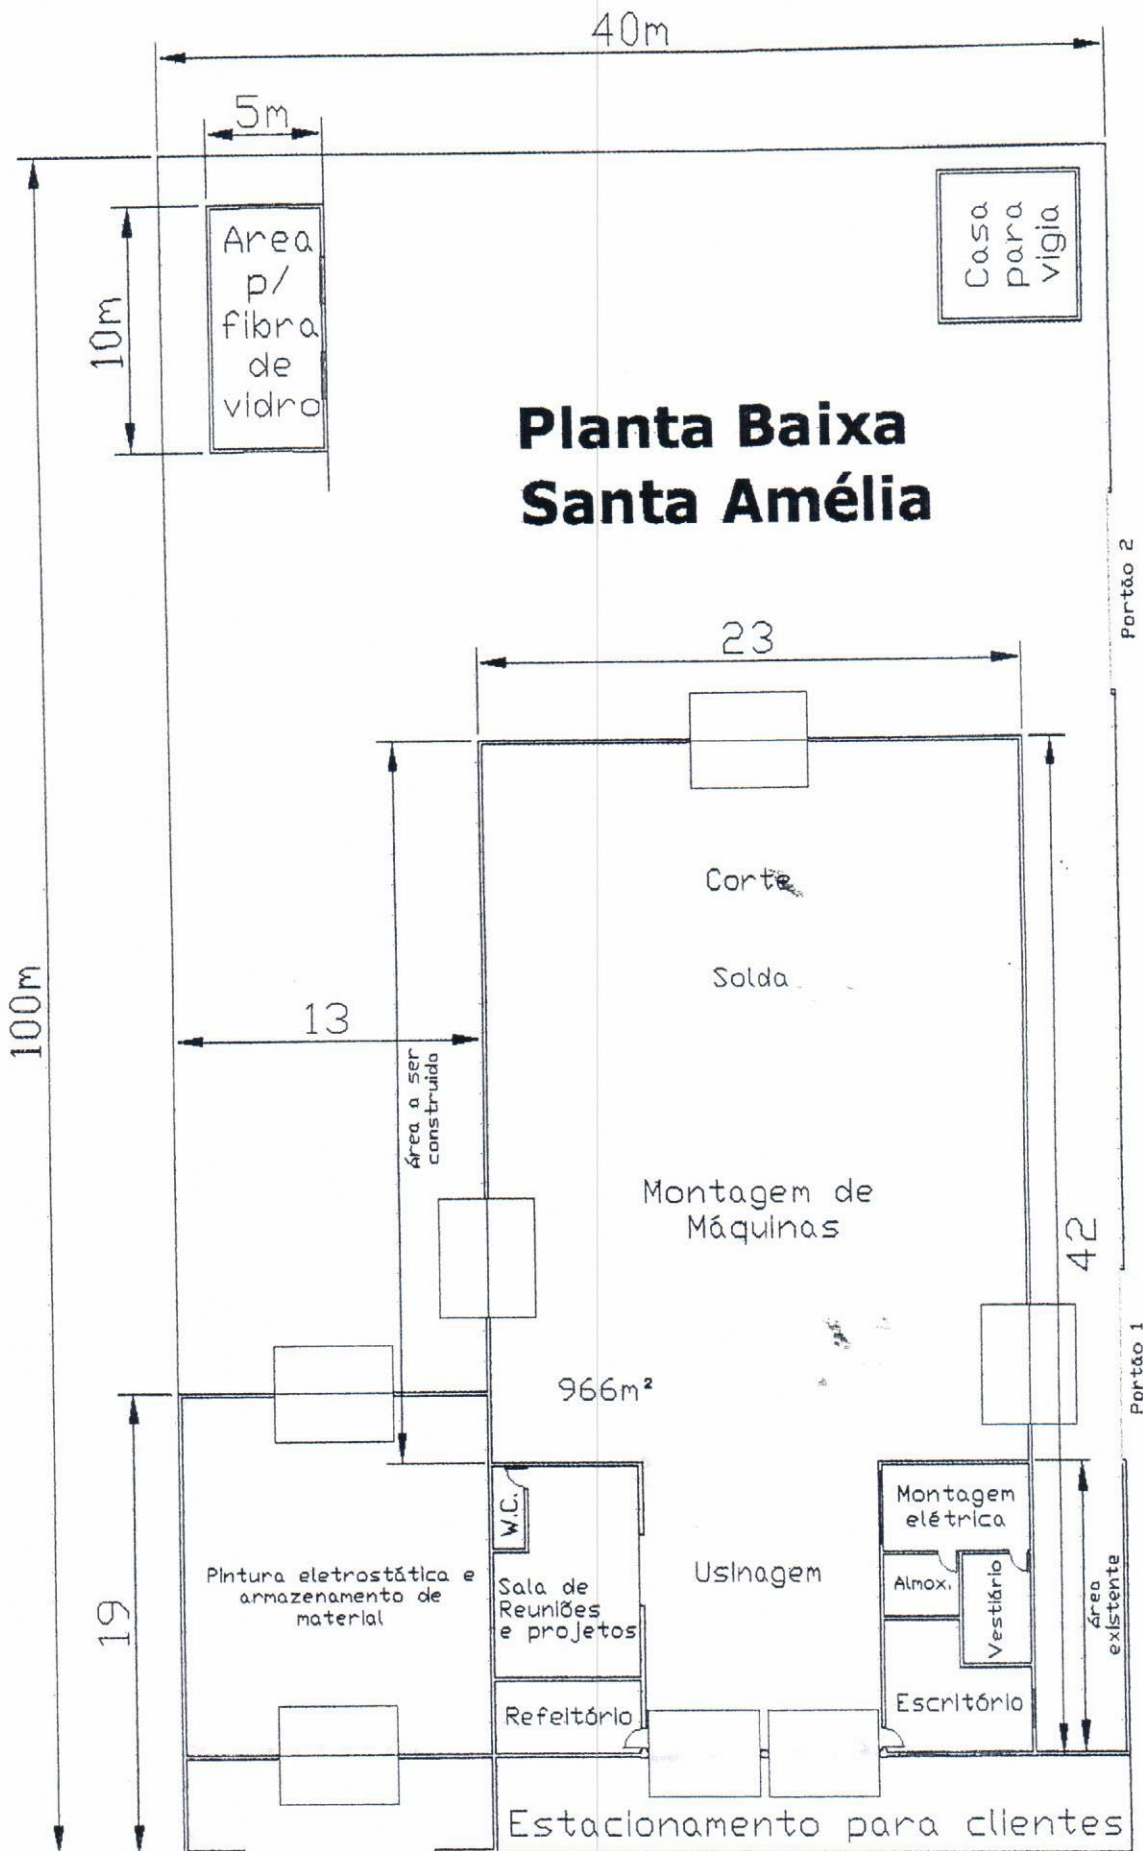 40m
5m
Area
p/
fibra
de
vidro
10m
Casa
para
vigia
Planta Baixa
Santa Amélia
Portão 2
23
Corte
Solda
100m
13
Área a ser
construida
Montagem de
Máquinas
42
Portão 1
966m²
W.C.
Montagem
elétrica
Pintura eletrostática e
armazenamento de
material
Sala de
Reuniões
e projetos
Usinagem
Almox.
Vestiário
Área
existente
19
Refeitório
Escritório
Estacionamento para clientes